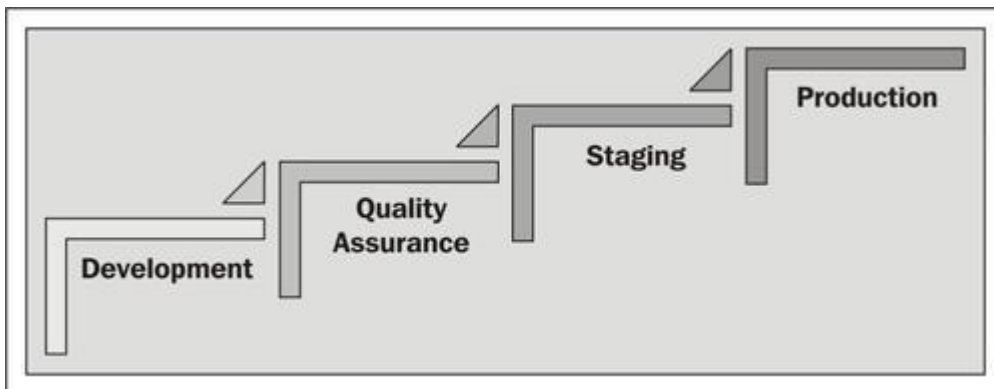 Development
Quality
Assurance
Staging
Production